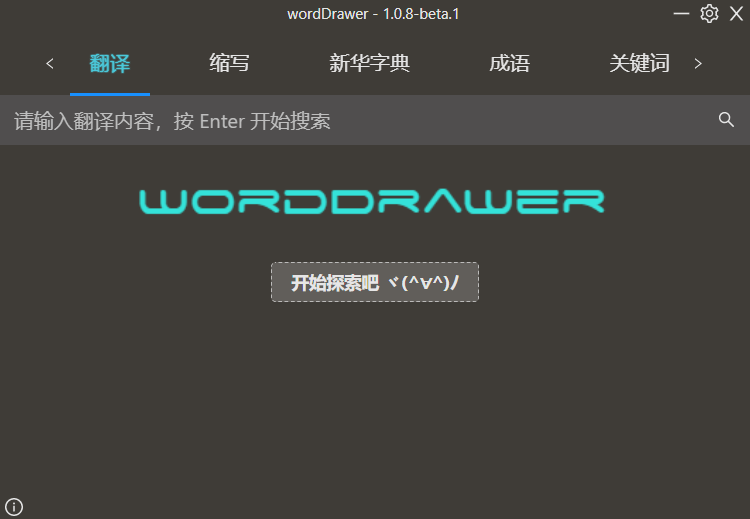 wordDrawer - 1.0.8-beta.1
翻译 缩写 新华字典 成语 关键词
请输入翻译内容，按 Enter 开始搜索
WORDDRAWER
开始探索吧 ヾ(^∀^)ﾉ